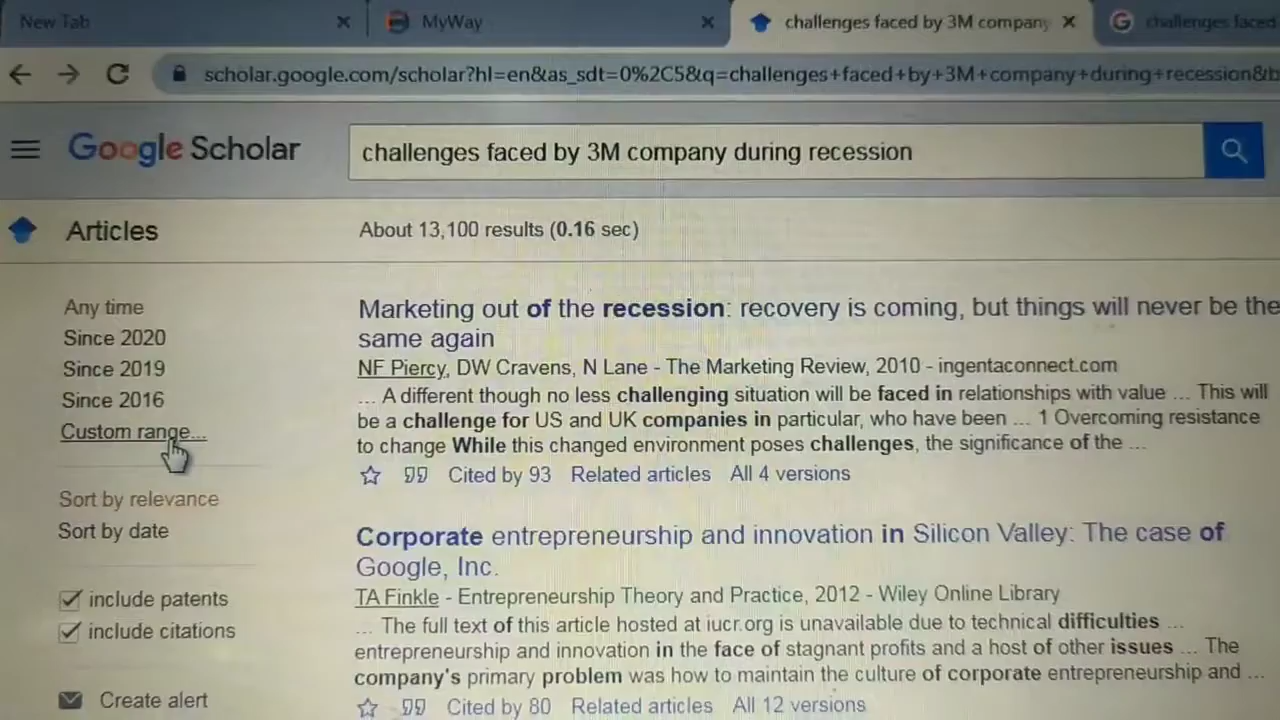 New Tab
MyWay
challenges faced by 3M company
challenges faced
scholar.google.com/scholar?hl=en&as_sdt=0%2C5&q=challenges+faced+by+3M+company+during+recession&b
Google Scholar
challenges faced by 3M company during recession
Articles
About 13,100 results (0.16 sec)
Any time
Since 2020
Since 2019
Since 2016
Custom range...
Sort by relevance
Sort by date
include patents
include citations
Create alert
Marketing out of the recession: recovery is coming, but things will never be the
same again
NF Piercy, DW Cravens, N Lane - The Marketing Review, 2010 - ingentaconnect.com
... A different though no less challenging situation will be faced in relationships with value ... This will
be a challenge for US and UK companies in particular, who have been ... 1 Overcoming resistance
to change While this changed environment poses challenges, the significance of the ...
Cited by 93 Related articles All 4 versions
Corporate entrepreneurship and innovation in Silicon Valley: The case of
Google, Inc.
TA Finkle - Entrepreneurship Theory and Practice, 2012 - Wiley Online Library
... The full text of this article hosted at iucr.org is unavailable due to technical difficulties ...
entrepreneurship and innovation in the face of stagnant profits and a host of other issues ... The
company's primary problem was how to maintain the culture of corporate entrepreneurship and ...
Cited by 80 Related articles All 12 versions